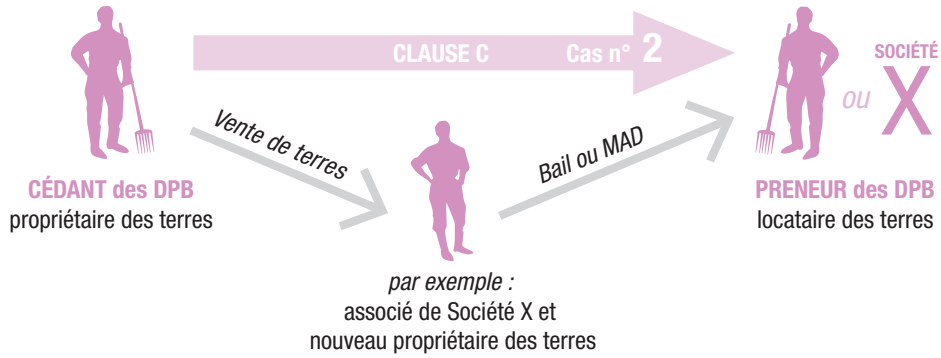 CLAUSE C Cas n° 2
SOCIÉTÉ
ou X
Vente de terres
Bail ou MAD
CÉDANT des DPB
propriétaire des terres
PRENEUR des DPB
locataire des terres
par exemple :
associé de Société X et
nouveau propriétaire des terres